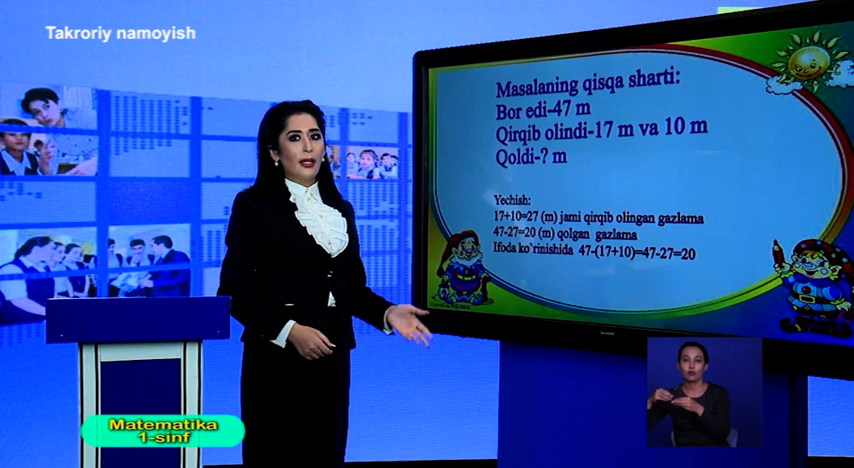 Takroriy namoyish
Masalaning qisqa sharti:
Bor edi-47 m
Qirqib olindi-17 m va 10 m
Qoldi-? m
Yechish:
17+10=27 (m) jami qirqib olingan gazlama
47-27=20 (m) qolgan gazlama
Ifoda ko`rinishida 47-(17+10)=47-27=20
Matematika
1-sinf